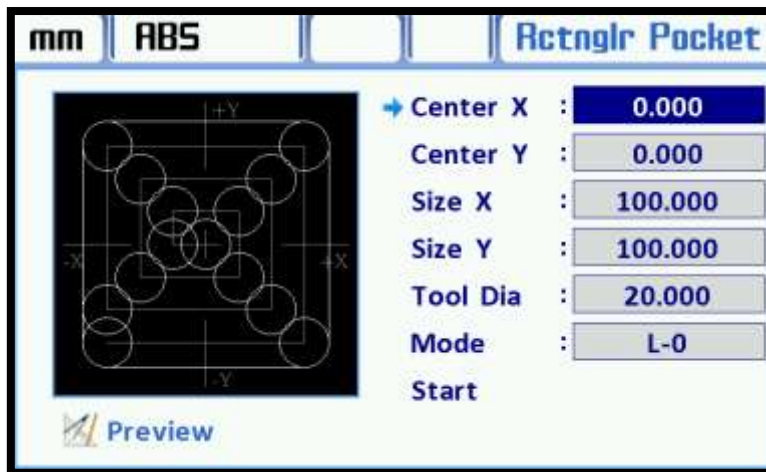 mm ABS Rctnglr Pocket
+Y
-X +X
-Y
Center X : 0.000
Center Y : 0.000
Size X : 100.000
Size Y : 100.000
Tool Dia : 20.000
Mode : L-0
Start
Preview